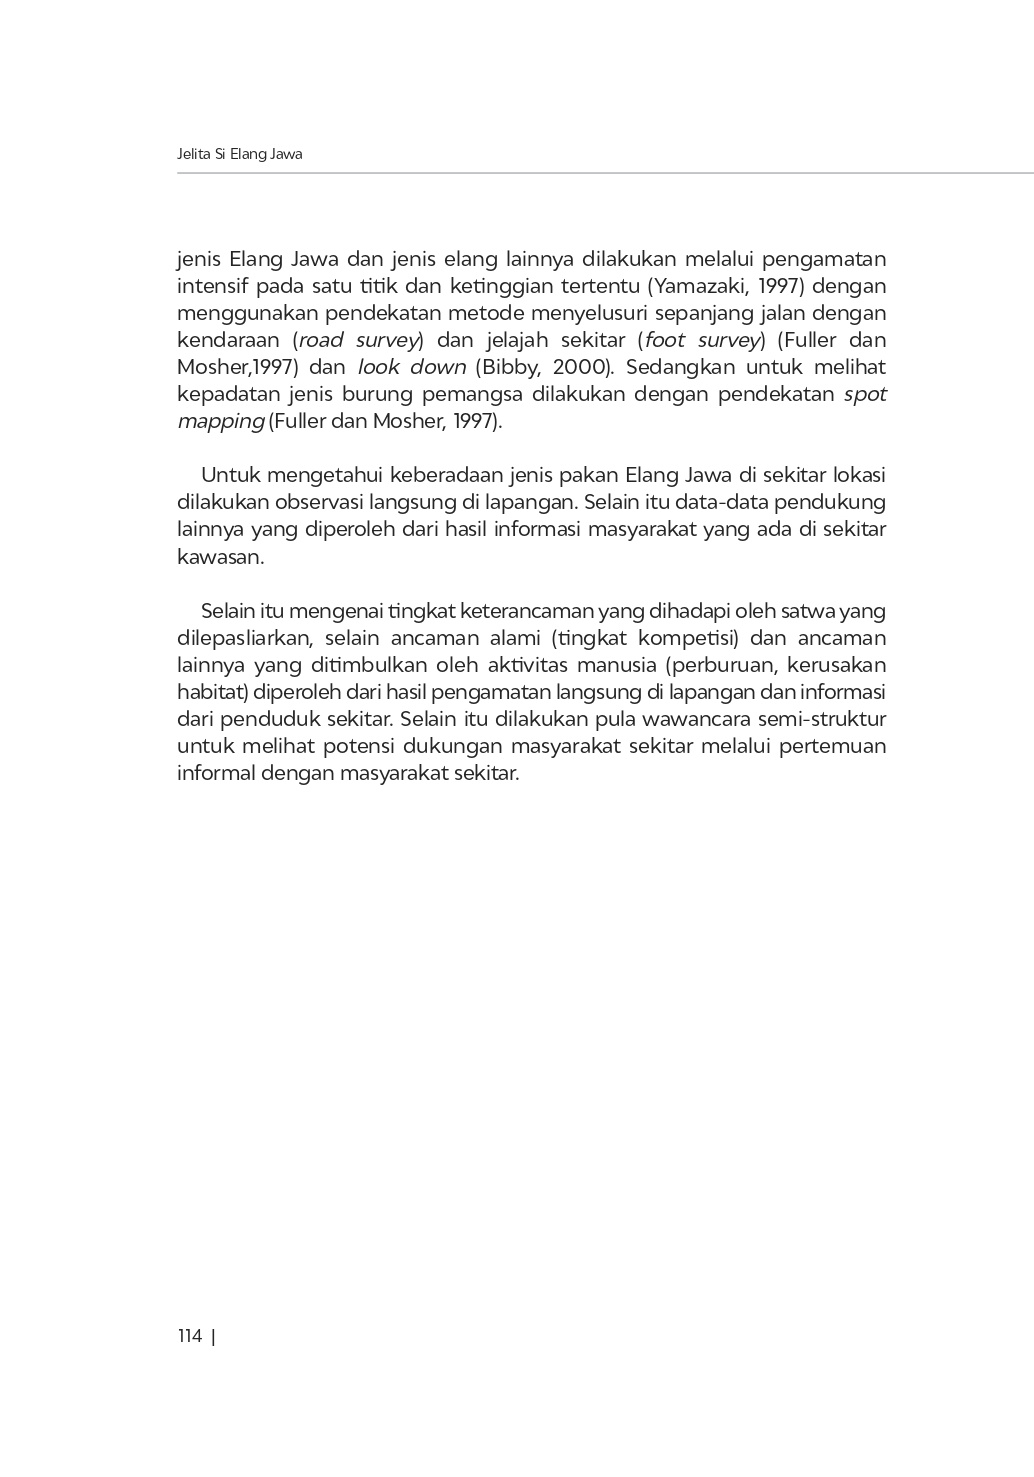 Jelita Si Elang Jawa
jenis Elang Jawa dan jenis elang lainnya dilakukan melalui pengamatan
intensif pada satu titik dan ketinggian tertentu (Yamazaki, 1997) dengan
menggunakan pendekatan metode menyelusuri sepanjang jalan dengan
kendaraan (road survey) dan jelajah sekitar (foot survey) (Fuller dan
Mosher,1997) dan look down (Bibby, 2000). Sedangkan untuk melihat
kepadatan jenis burung pemangsa dilakukan dengan pendekatan spot
mapping (Fuller dan Mosher, 1997).
Untuk mengetahui keberadaan jenis pakan Elang Jawa di sekitar lokasi
dilakukan observasi langsung di lapangan. Selain itu data-data pendukung
lainnya yang diperoleh dari hasil informasi masyarakat yang ada di sekitar
kawasan.
Selain itu mengenai tingkat keterancaman yang dihadapi oleh satwa yang
dilepasliarkan, selain ancaman alami (tingkat kompetisi) dan ancaman
lainnya yang ditimbulkan oleh aktivitas manusia (perburuan, kerusakan
habitat) diperoleh dari hasil pengamatan langsung di lapangan dan informasi
dari penduduk sekitar. Selain itu dilakukan pula wawancara semi-struktur
untuk melihat potensi dukungan masyarakat sekitar melalui pertemuan
informal dengan masyarakat sekitar.
114 |